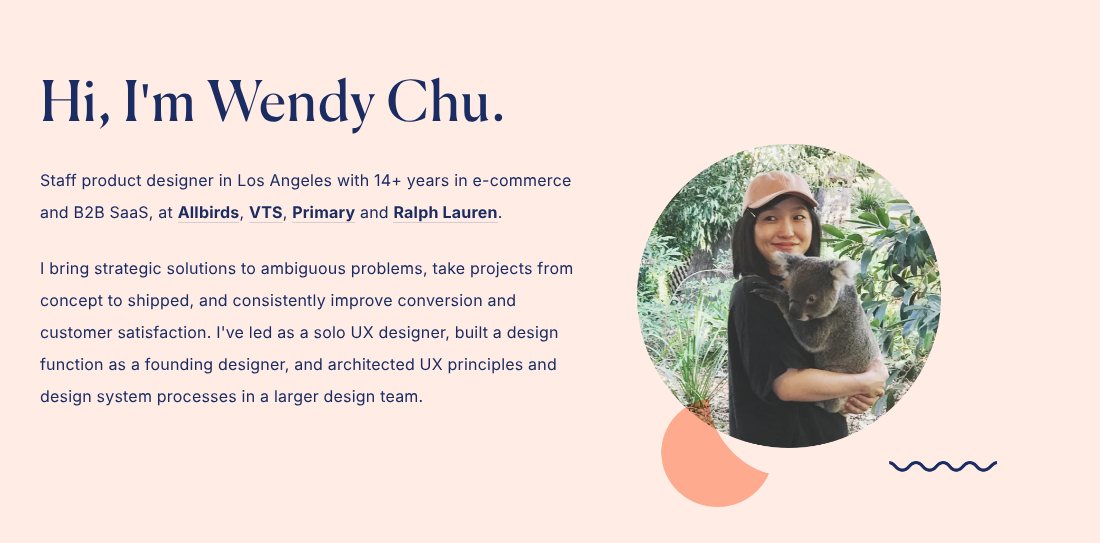 Hi, I'm Wendy Chu.
Staff product designer in Los Angeles with 14+ years in e-commerce
and B2B SaaS, at Allbirds, VTS, Primary and Ralph Lauren.
I bring strategic solutions to ambiguous problems, take projects from
concept to shipped, and consistently improve conversion and
customer satisfaction. I've led as a solo UX designer, built a design
function as a founding designer, and architected UX principles and
design system processes in a larger design team.